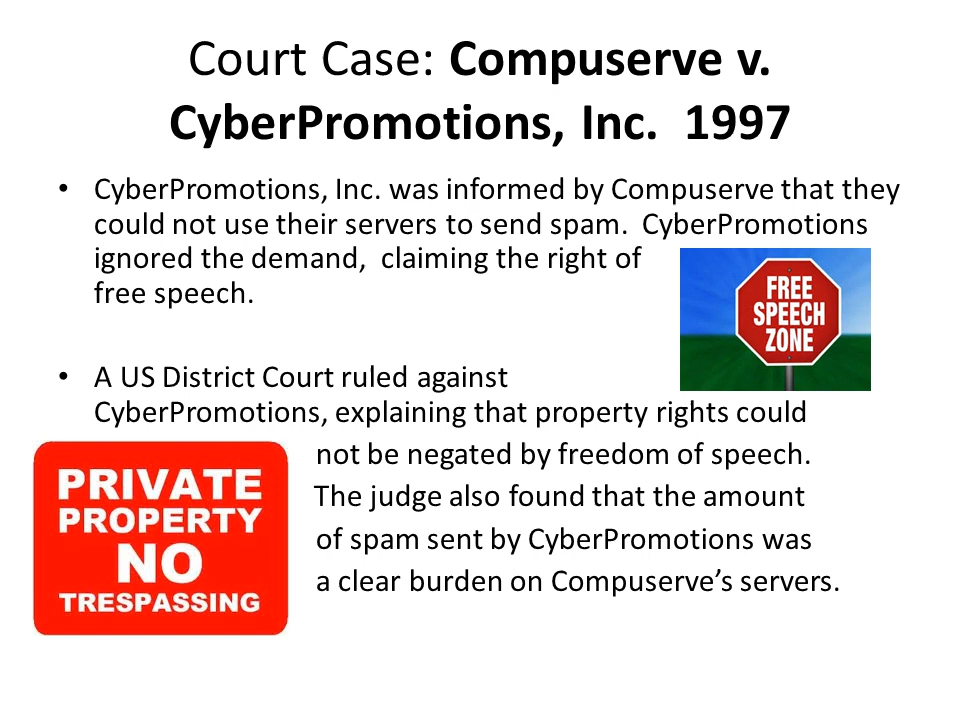 Court Case: Compuserve v.
CyberPromotions, Inc.  1997
• CyberPromotions, Inc. was informed by Compuserve that they
could not use their servers to send spam.  CyberPromotions
ignored the demand,  claiming the right of
free speech.
FREE
SPEECH
ZONE
• A US District Court ruled against
CyberPromotions, explaining that property rights could
not be negated by freedom of speech.
The judge also found that the amount
of spam sent by CyberPromotions was
a clear burden on Compuserve’s servers.
PRIVATE
PROPERTY
NO
TRESPASSING